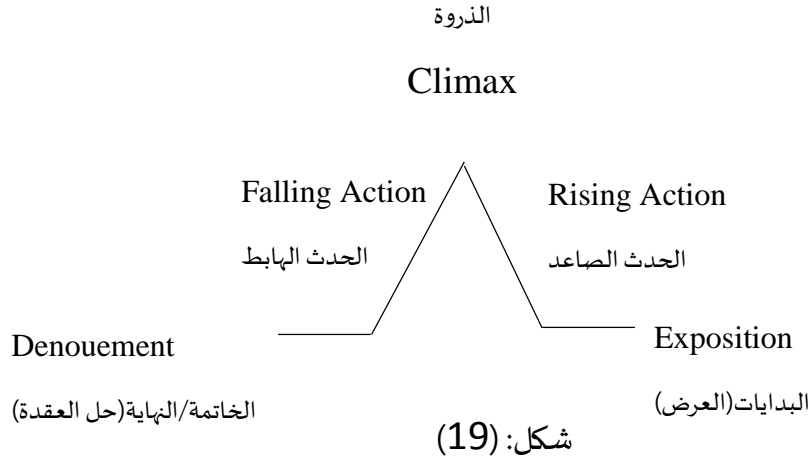 الذروة
Climax
Falling Action
Rising Action
الحدث الهابط
الحدث الصاعد
Denouement
Exposition
الخاتمة/النهاية(حل العقدة)
البدايات(العرض)
شكل: (19)